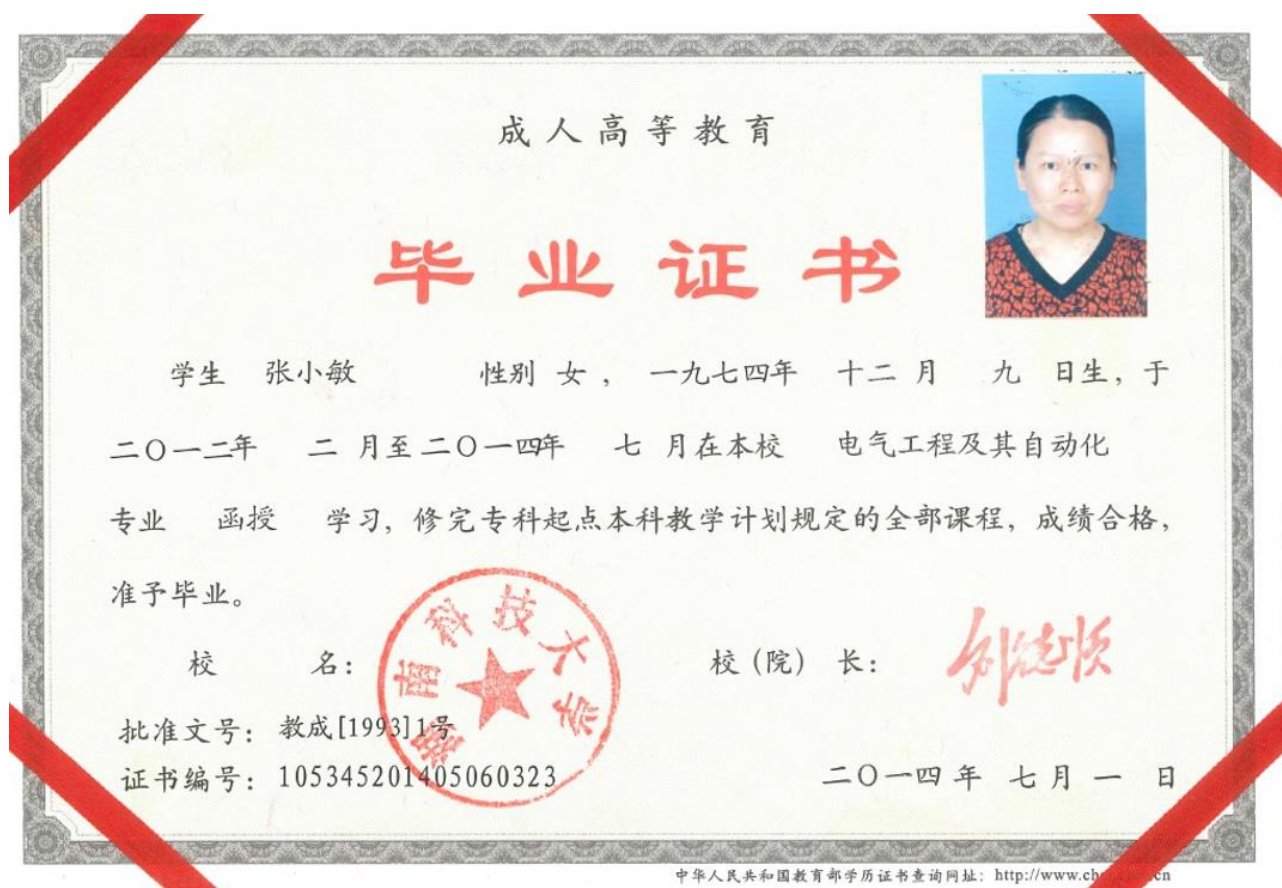 成人高等教育
毕业证书
学生 张小敏 性别 女， 一九七四年 十二 月 九 日生，于
二〇一二年 二 月至二〇一四年 七 月在本校 电气工程及其自动化
专业 函授 学习，修完专科起点本科教学计划规定的全部课程，成绩合格，
准予毕业。
校 名： 湖南科技大学 校（院） 长：
批准文号： 教成[1993]1号
证书编号： 105345201405060323
二〇一四年 七月 一 日
中华人民共和国教育部学历证书查询网址：http://www.ch